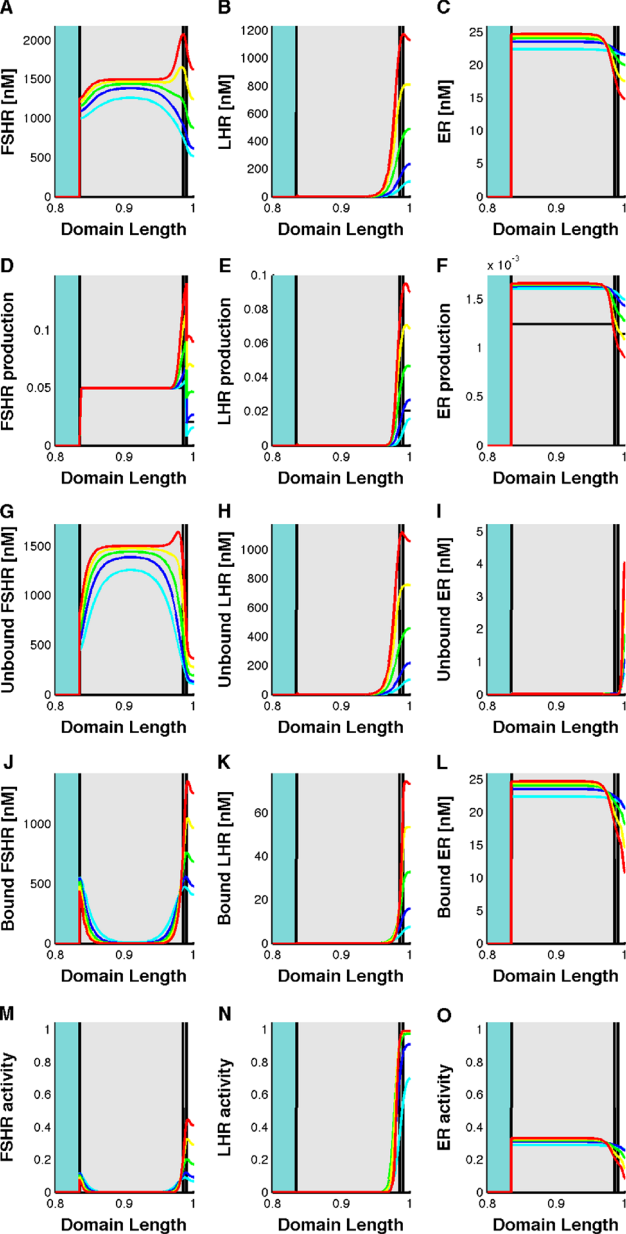 A B C
FSHR [nM]
2000
1500
1000
500
0
0.8 0.9 1
Domain Length
LHR [nM]
1200
1000
800
600
400
200
0
0.8 0.9 1
Domain Length
ER [nM]
25
20
15
10
5
0
0.8 0.9 1
Domain Length
D E F
FSHR production
0.1
0.05
0
0.8 0.9 1
Domain Length
LHR production
0.1
0.08
0.06
0.04
0.02
0
0.8 0.9 1
Domain Length
ER production
x 10⁻³
1.5
1
0.5
0
0.8 0.9 1
Domain Length
G H I
Unbound FSHR [nM]
1500
1000
500
0
0.8 0.9 1
Domain Length
Unbound LHR [nM]
1000
800
600
400
200
0
0.8 0.9 1
Domain Length
Unbound ER [nM]
5
4
3
2
1
0
0.8 0.9 1
Domain Length
J K L
Bound FSHR [nM]
1000
500
0
0.8 0.9 1
Domain Length
Bound LHR [nM]
60
40
20
0
0.8 0.9 1
Domain Length
Bound ER [nM]
25
20
15
10
5
0
0.8 0.9 1
Domain Length
M N O
FSHR activity
1
0.8
0.6
0.4
0.2
0
0.8 0.9 1
Domain Length
LHR activity
1
0.8
0.6
0.4
0.2
0
0.8 0.9 1
Domain Length
ER activity
1
0.8
0.6
0.4
0.2
0
0.8 0.9 1
Domain Length